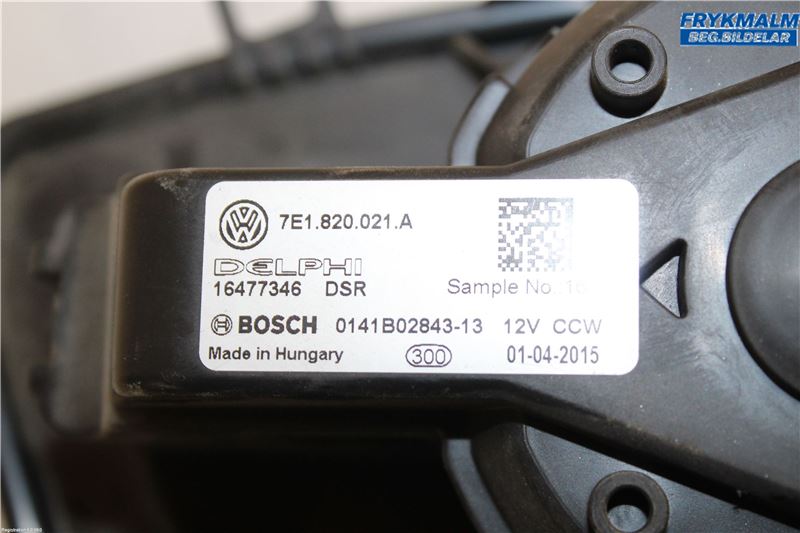 FRYKMALM
BEG.BILDELAR
7E1.820.021.A
DELPHI
16477346 DSR
Sample No.:
BOSCH 0141B02843-13 12V CCW
Made in Hungary 300 01-04-2015